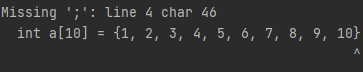 Missing ';': line 4 char 46
int a[10] = {1, 2, 3, 4, 5, 6, 7, 8, 9, 10}
^